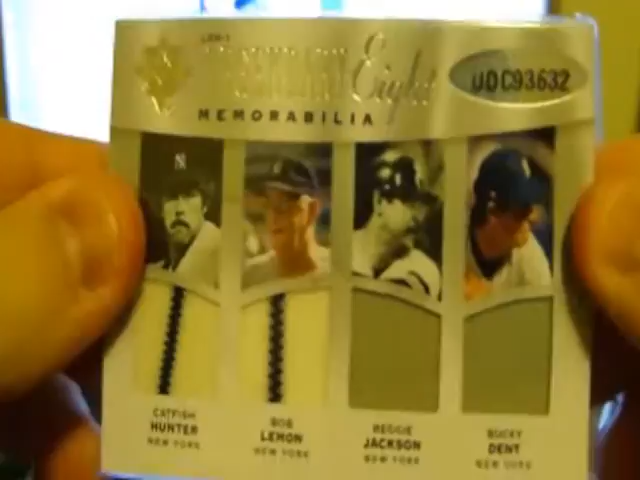 Eight
UDC93632
MEMORABILIA
N
CATFISH
HUNTER
NEW YORK
BOB
LEMON
NEW YORK
REGGIE
JACKSON
NEW YORK
BUCKY
DENT
NEW YORK